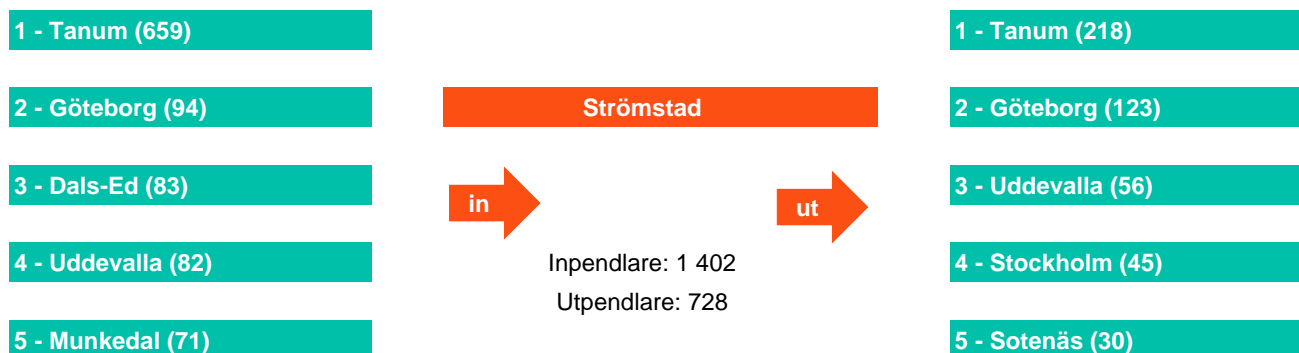 1 - Tanum (659)
2 - Göteborg (94)
3 - Dals-Ed (83)
4 - Uddevalla (82)
5 - Munkedal (71)
Strömstad
in
ut
Inpendlare: 1 402
Utpendlare: 728
1 - Tanum (218)
2 - Göteborg (123)
3 - Uddevalla (56)
4 - Stockholm (45)
5 - Sotenäs (30)